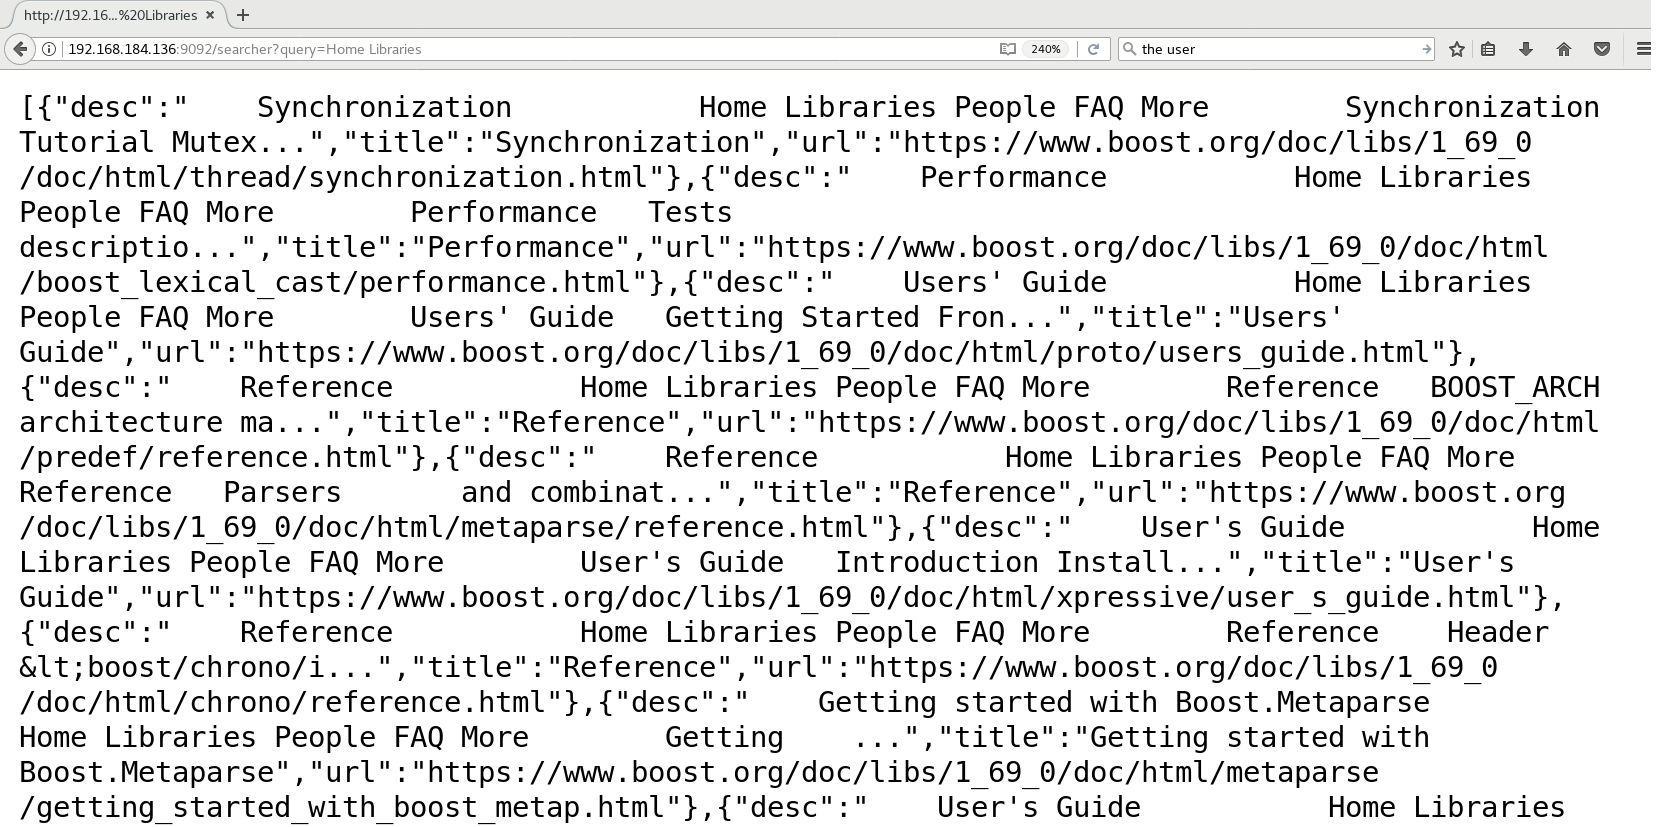 http://192.16...%20Libraries
192.168.184.136:9092/searcher?query=Home Libraries 240% the user
[{"desc":"    Synchronization           Home Libraries People FAQ More        Synchronization
Tutorial Mutex...","title":"Synchronization","url":"https://www.boost.org/doc/libs/1_69_0
/doc/html/thread/synchronization.html"},{"desc":"    Performance           Home Libraries
People FAQ More        Performance   Tests
descriptio...","title":"Performance","url":"https://www.boost.org/doc/libs/1_69_0/doc/html
/boost_lexical_cast/performance.html"},{"desc":"    Users' Guide           Home Libraries
People FAQ More        Users' Guide   Getting Started Fron...","title":"Users'
Guide","url":"https://www.boost.org/doc/libs/1_69_0/doc/html/proto/users_guide.html"},
{"desc":"    Reference           Home Libraries People FAQ More        Reference   BOOST_ARCH
architecture ma...","title":"Reference","url":"https://www.boost.org/doc/libs/1_69_0/doc/html
/predef/reference.html"},{"desc":"    Reference           Home Libraries People FAQ More
Reference   Parsers       and combinat...","title":"Reference","url":"https://www.boost.org
/doc/libs/1_69_0/doc/html/metaparse/reference.html"},{"desc":"    User's Guide           Home
Libraries People FAQ More        User's Guide   Introduction Install...","title":"User's
Guide","url":"https://www.boost.org/doc/libs/1_69_0/doc/html/xpressive/user_s_guide.html"},
{"desc":"    Reference           Home Libraries People FAQ More        Reference    Header
&lt;boost/chrono/i...","title":"Reference","url":"https://www.boost.org/doc/libs/1_69_0
/doc/html/chrono/reference.html"},{"desc":"    Getting started with Boost.Metaparse
Home Libraries People FAQ More        Getting    ...","title":"Getting started with
Boost.Metaparse","url":"https://www.boost.org/doc/libs/1_69_0/doc/html/metaparse
/getting_started_with_boost_metap.html"},{"desc":"    User's Guide           Home Libraries